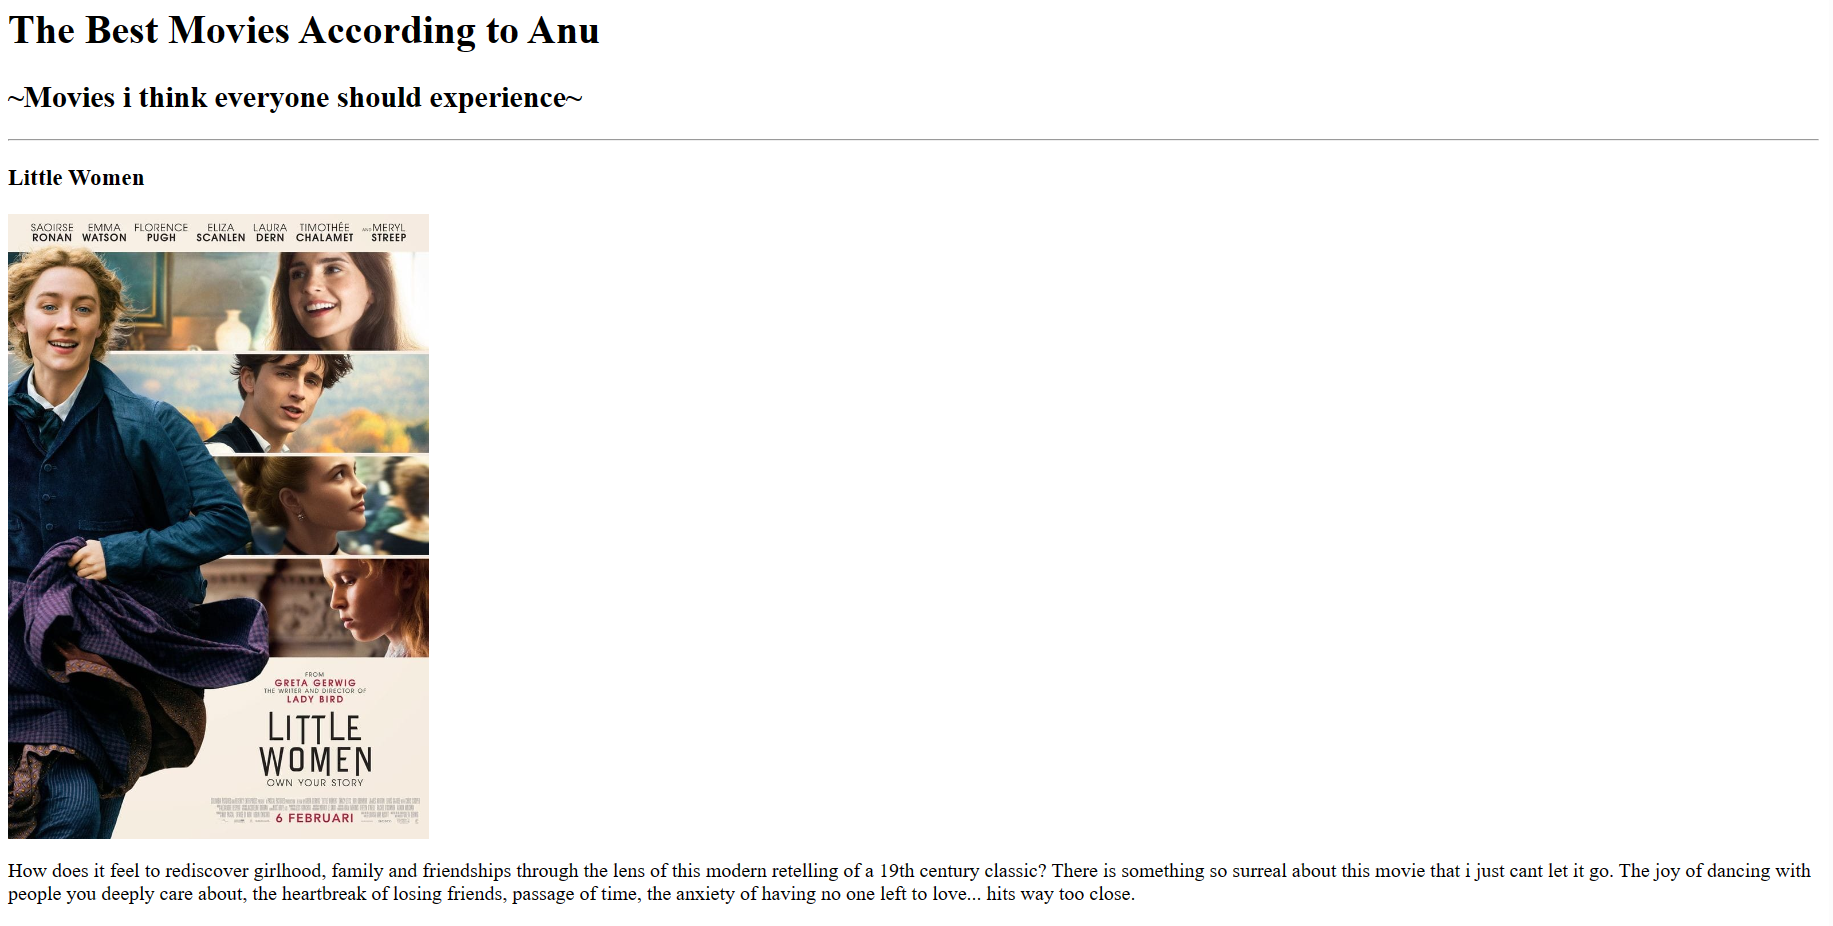 The Best Movies According to Anu
~Movies i think everyone should experience~
Little Women
SAOIRSE RONAN EMMA WATSON FLORENCE PUGH ELIZA SCANLEN LAURA DERN TIMOTHÉE CHALAMET AND MERYL STREEP
FROM
GRETA GERWIG
THE WRITER AND DIRECTOR OF
LADY BIRD
LITTLE
WOMEN
OWN YOUR STORY
6 FEBRUARI
How does it feel to rediscover girlhood, family and friendships through the lens of this modern retelling of a 19th century classic? There is something so surreal about this movie that i just cant let it go. The joy of dancing with
people you deeply care about, the heartbreak of losing friends, passage of time, the anxiety of having no one left to love... hits way too close.